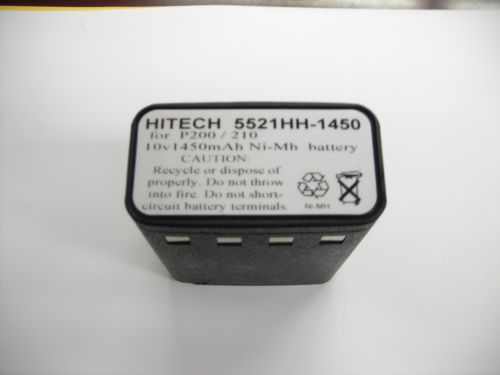 HITECH 5521HH-1450
for P200 / 210
10v1450mAh Ni-Mh battery
CAUTION:
Recycle or dispose of
properly. Do not throw
into fire. Do not short-
circuit battery terminals.
Ni-MH